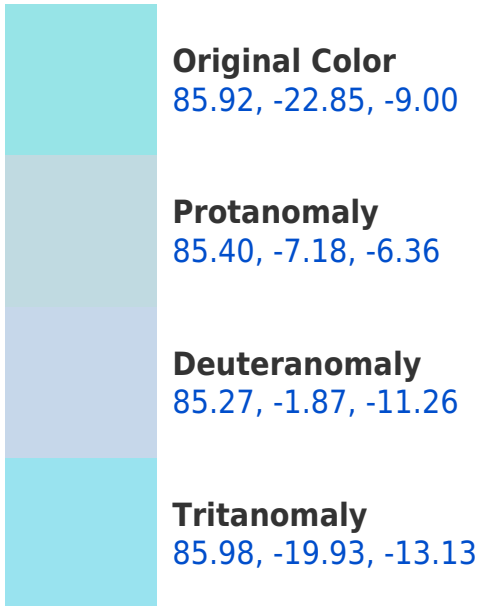 Original Color
85.92, -22.85, -9.00
Protanomaly
85.40, -7.18, -6.36
Deuteranomaly
85.27, -1.87, -11.26
Tritanomaly
85.98, -19.93, -13.13